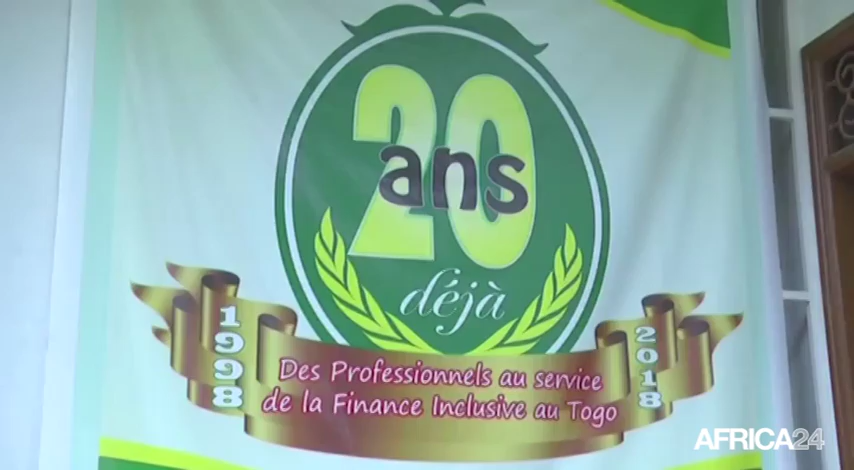 20
ans
déjà
1998
2018
Des Professionnels au service
de la Finance Inclusive au Togo
AFRICA24